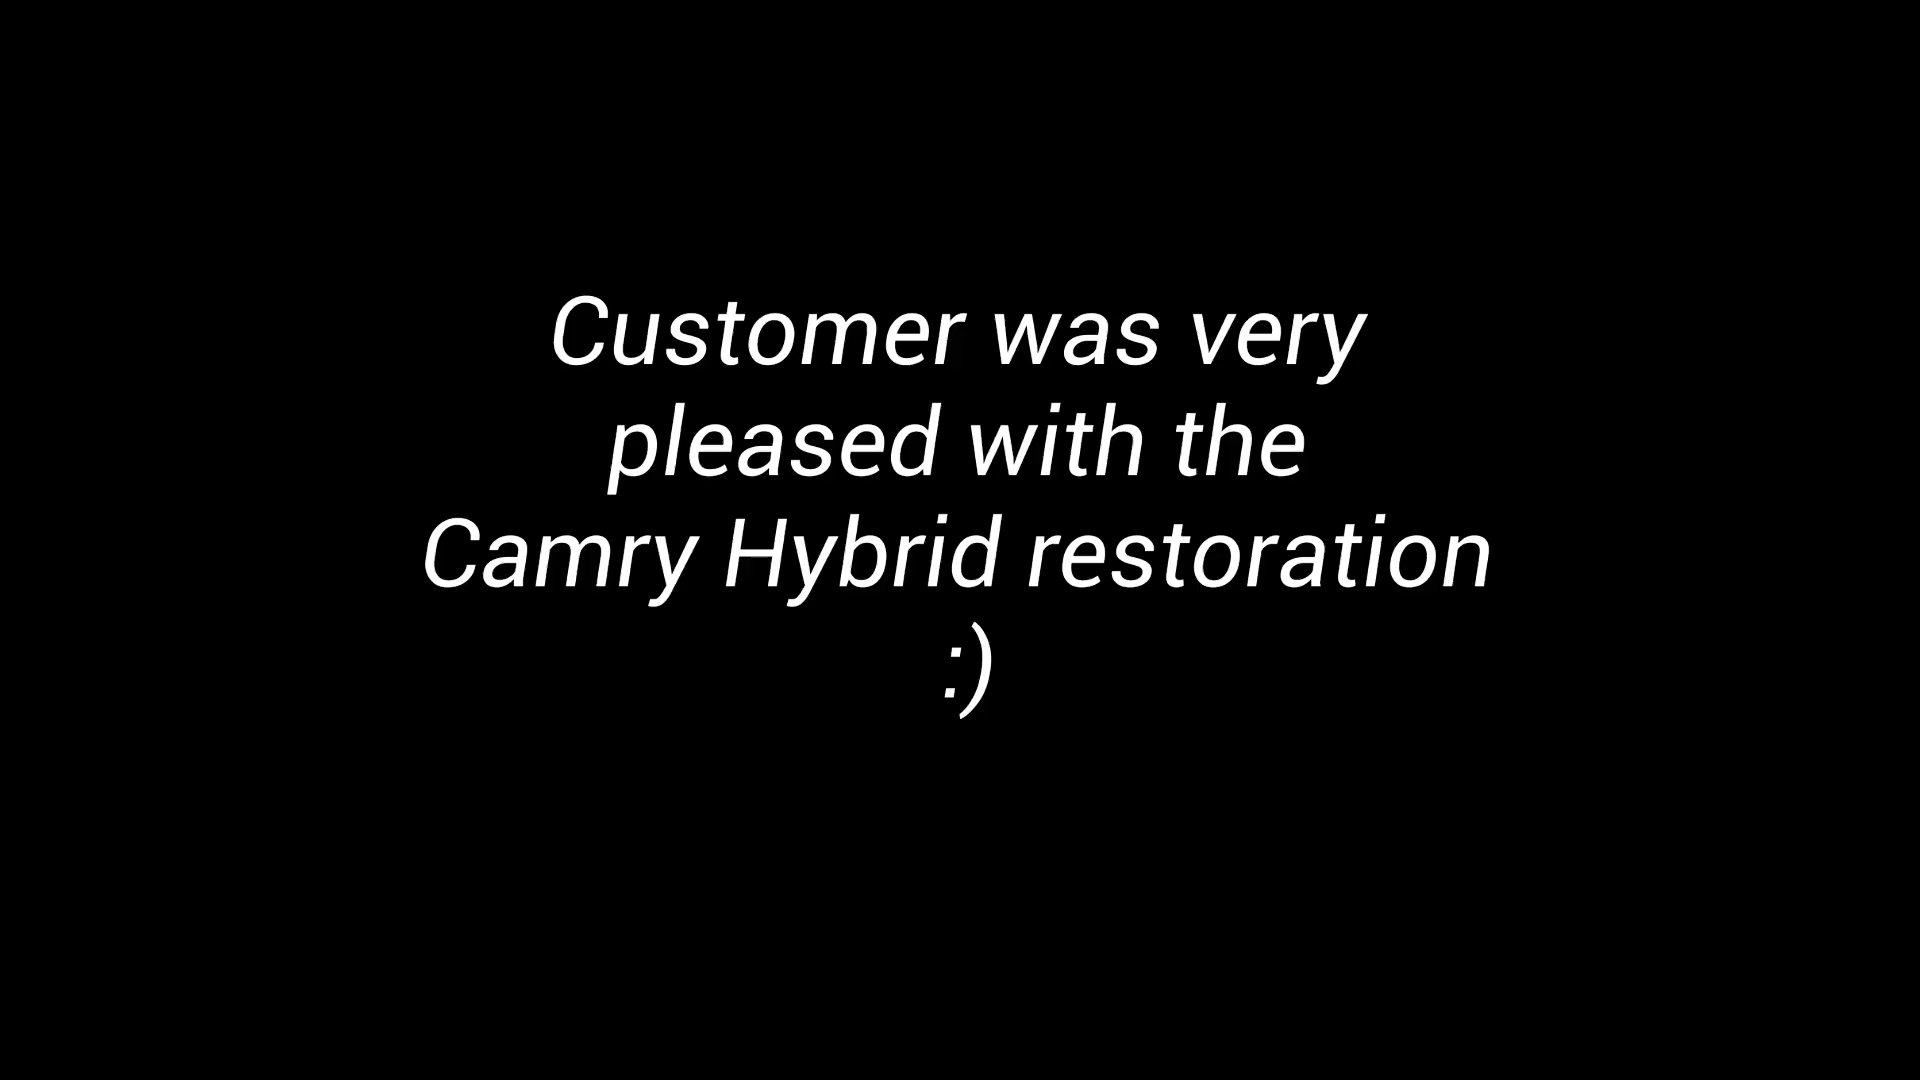 Customer was very
pleased with the
Camry Hybrid restoration
:)